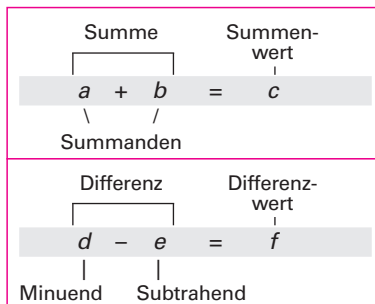 Summe Summen-
wert
a + b = c
Summanden
Differenz Differenz-
wert
d – e = f
Minuend Subtrahend